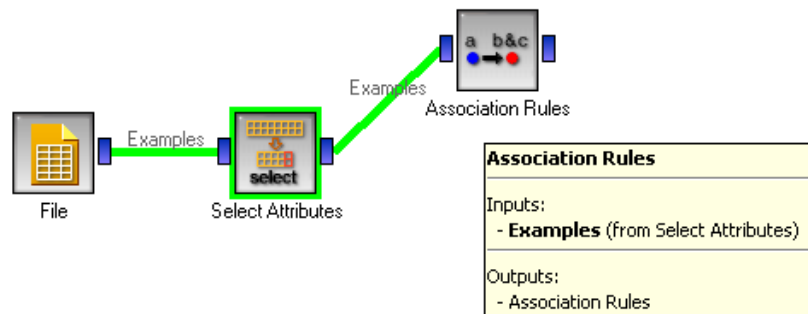 a b&c
Examples
Association Rules
Examples
select
File
Select Attributes
Association Rules
Inputs:
- Examples (from Select Attributes)
Outputs:
- Association Rules